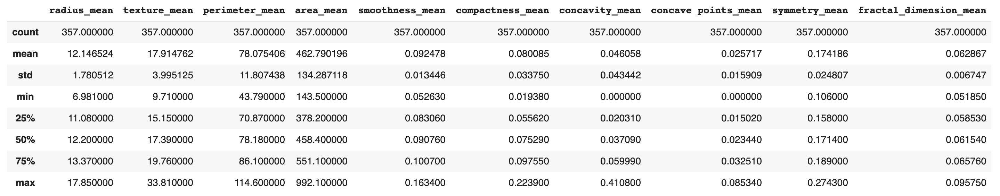 radius_mean texture_mean perimeter_mean area_mean smoothness_mean compactness_mean concavity_mean concave points_mean symmetry_mean fractal_dimension_mean
count 357.000000 357.000000 357.000000 357.000000 357.000000 357.000000 357.000000 357.000000 357.000000 357.000000
mean 12.146524 17.914762 78.075406 462.790196 0.092478 0.080085 0.046058 0.025717 0.174186 0.062867
std 1.780512 3.995125 11.807438 134.287118 0.013446 0.033750 0.043442 0.015909 0.024807 0.006747
min 6.981000 9.710000 43.790000 143.500000 0.052630 0.019380 0.000000 0.000000 0.106000 0.051850
25% 11.080000 15.150000 70.870000 378.200000 0.083060 0.055620 0.020310 0.015020 0.158000 0.058530
50% 12.200000 17.390000 78.180000 458.400000 0.090760 0.075290 0.037090 0.023440 0.171400 0.061540
75% 13.370000 19.760000 86.100000 551.100000 0.100700 0.097550 0.059990 0.032510 0.189000 0.065760
max 17.850000 33.810000 114.600000 992.100000 0.163400 0.223900 0.410800 0.085340 0.274300 0.095750